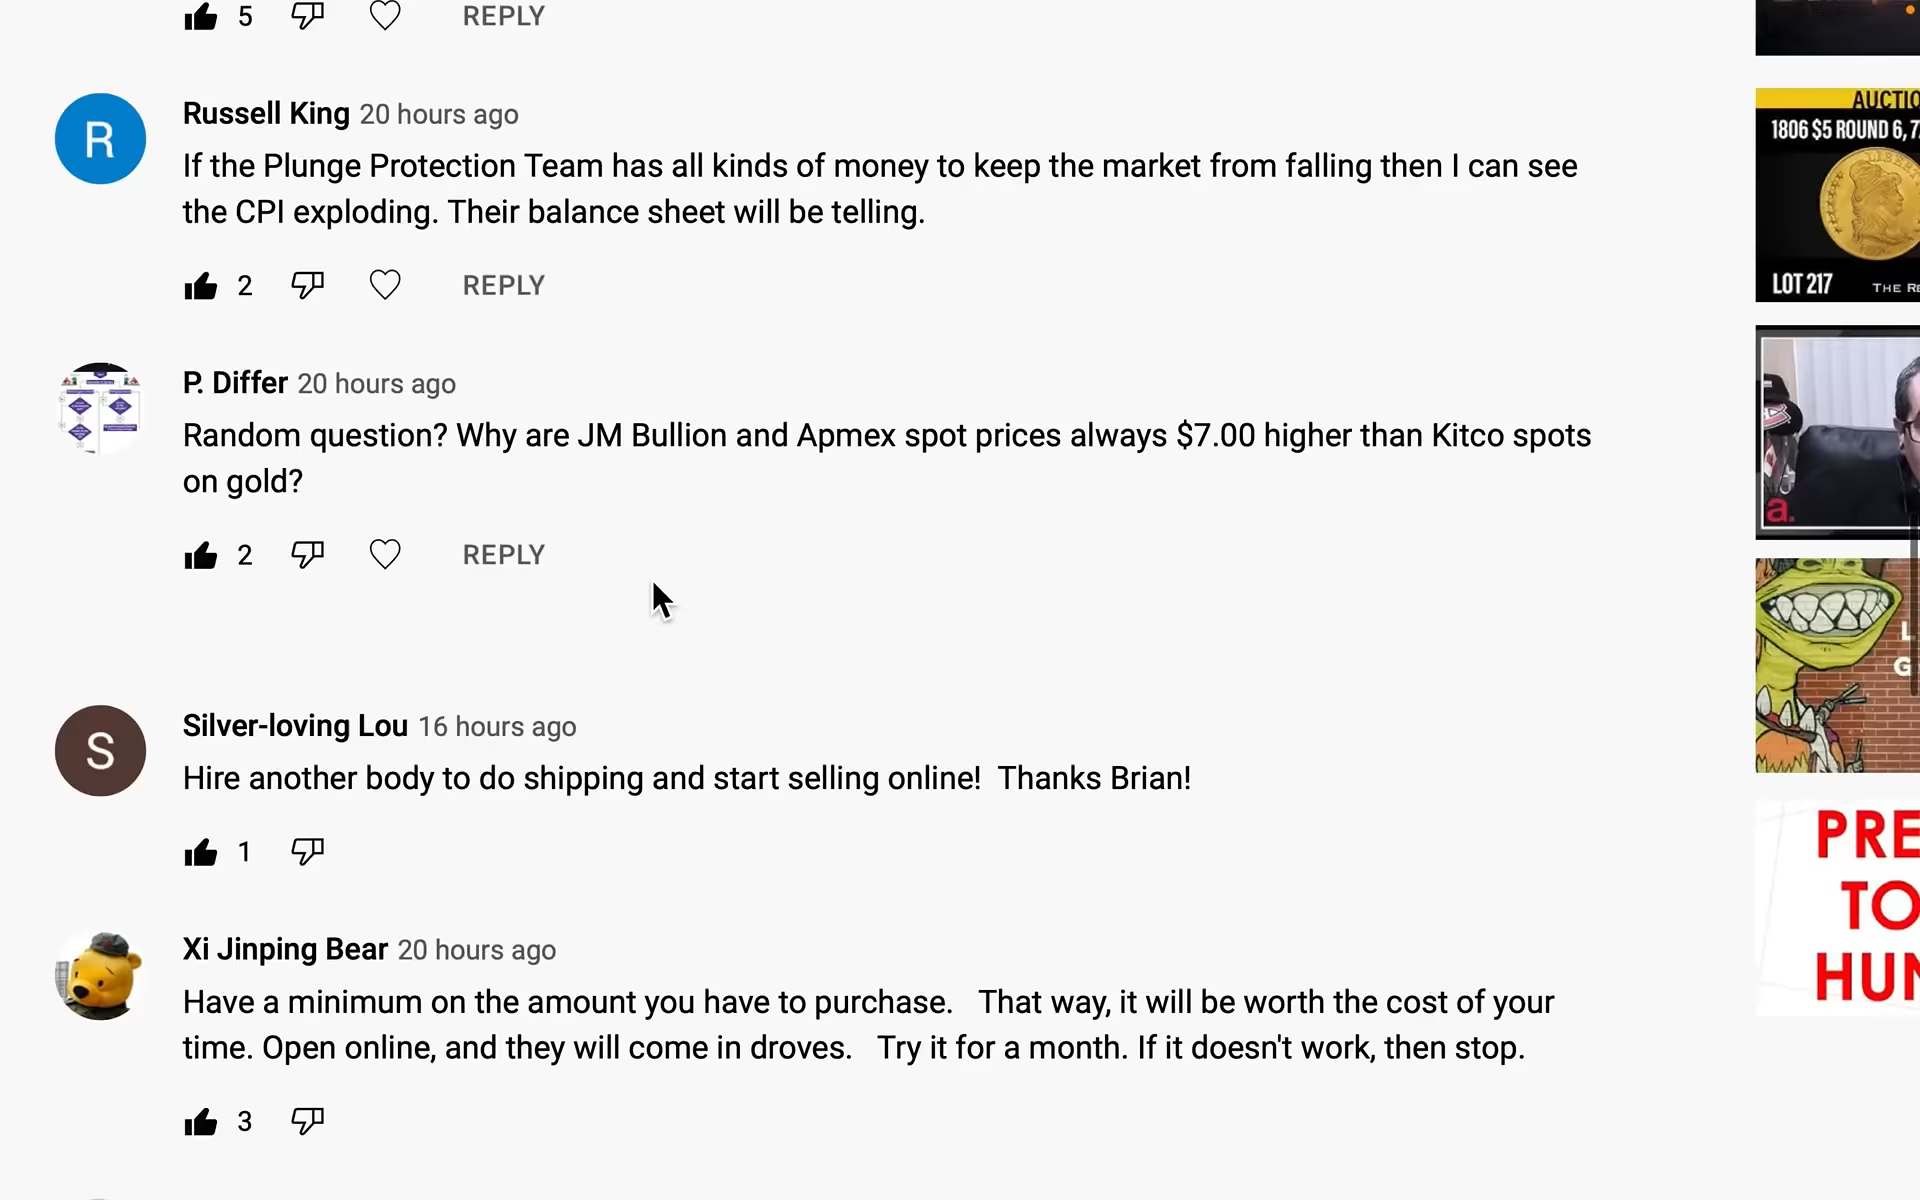 5 REPLY
Russell King 20 hours ago
If the Plunge Protection Team has all kinds of money to keep the market from falling then I can see
the CPI exploding. Their balance sheet will be telling.
2 REPLY
P. Differ 20 hours ago
Random question? Why are JM Bullion and Apmex spot prices always $7.00 higher than Kitco spots
on gold?
2 REPLY
Silver-loving Lou 16 hours ago
Hire another body to do shipping and start selling online!  Thanks Brian!
1
Xi Jinping Bear 20 hours ago
Have a minimum on the amount you have to purchase.   That way, it will be worth the cost of your
time. Open online, and they will come in droves.   Try it for a month. If it doesn't work, then stop.
3
R
S
AUCTIO
1806 $5 ROUND 6, 7
LIBERTY
LOT 217 THE RE
a.
L
G
PRE
TO
HUN